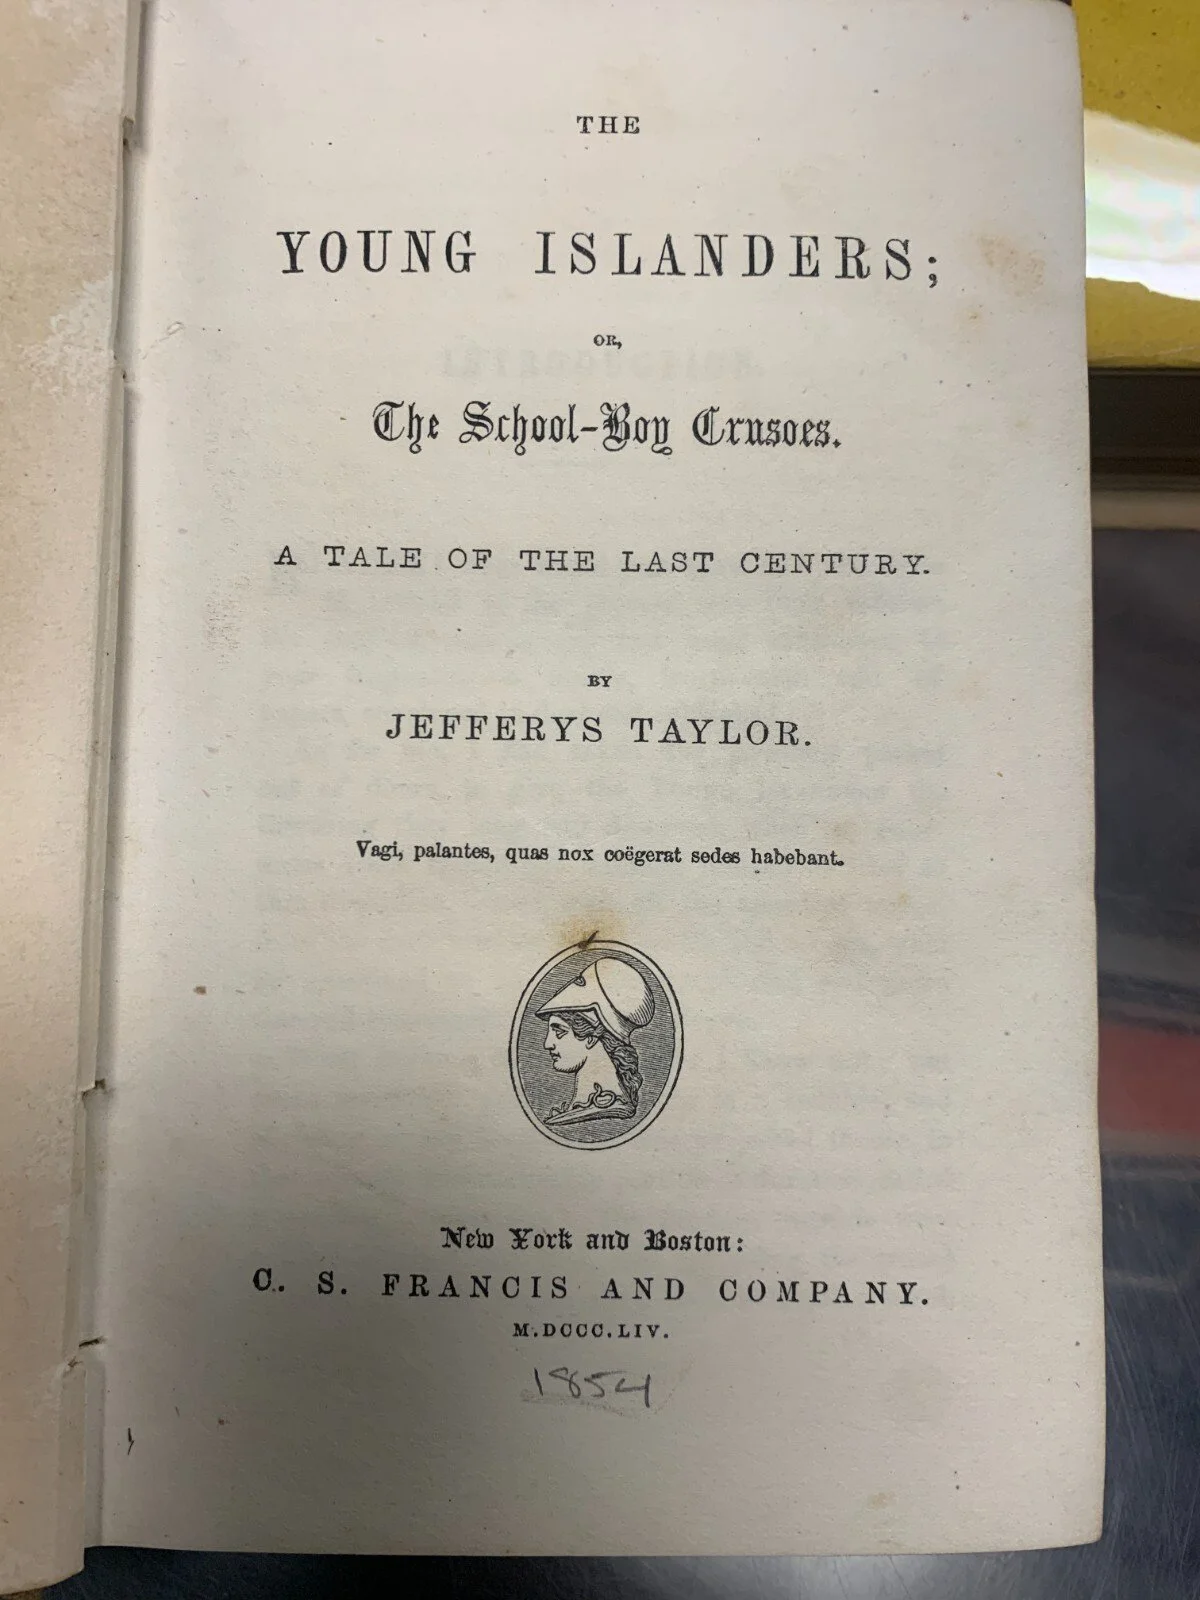 THE
YOUNG ISLANDERS;
OR,
The School-Boy Crusoes.
A TALE OF THE LAST CENTURY.
BY
JEFFERYS TAYLOR.
Vagi, palantes, quas nox coëgerat sedes habebant.
New York and Boston:
C. S. FRANCIS AND COMPANY.
M.DCCC.LIV.
1854